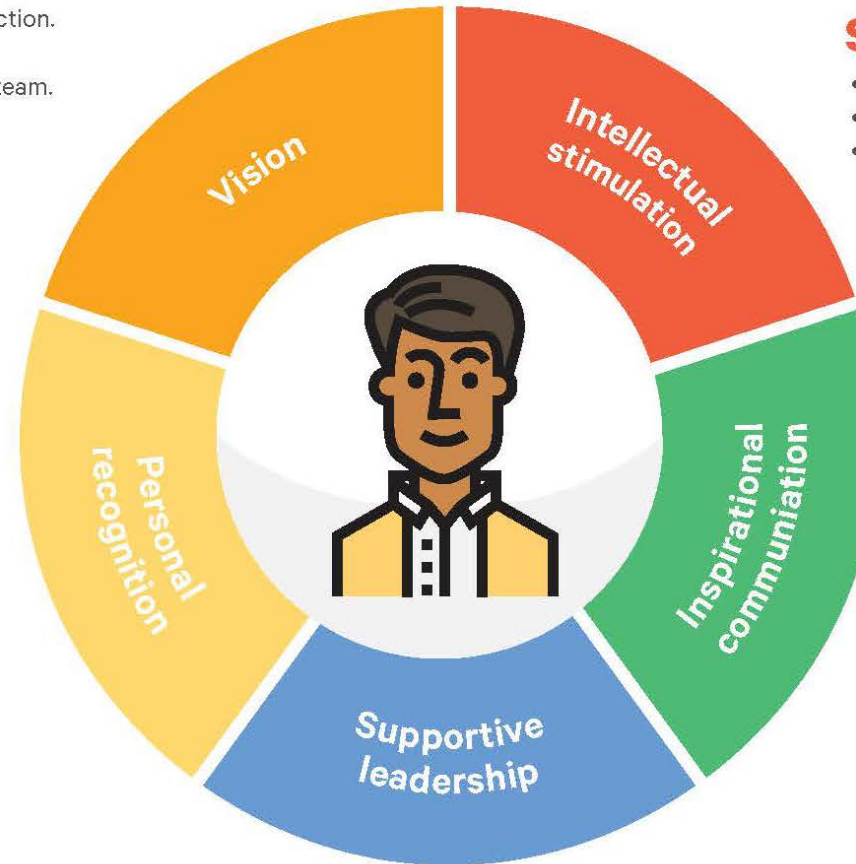 ction.
team.
Vision
Intellectual
stimulation
S
•
•
•
Personal
recognition
Inspirational
communiation
Supportive
leadership